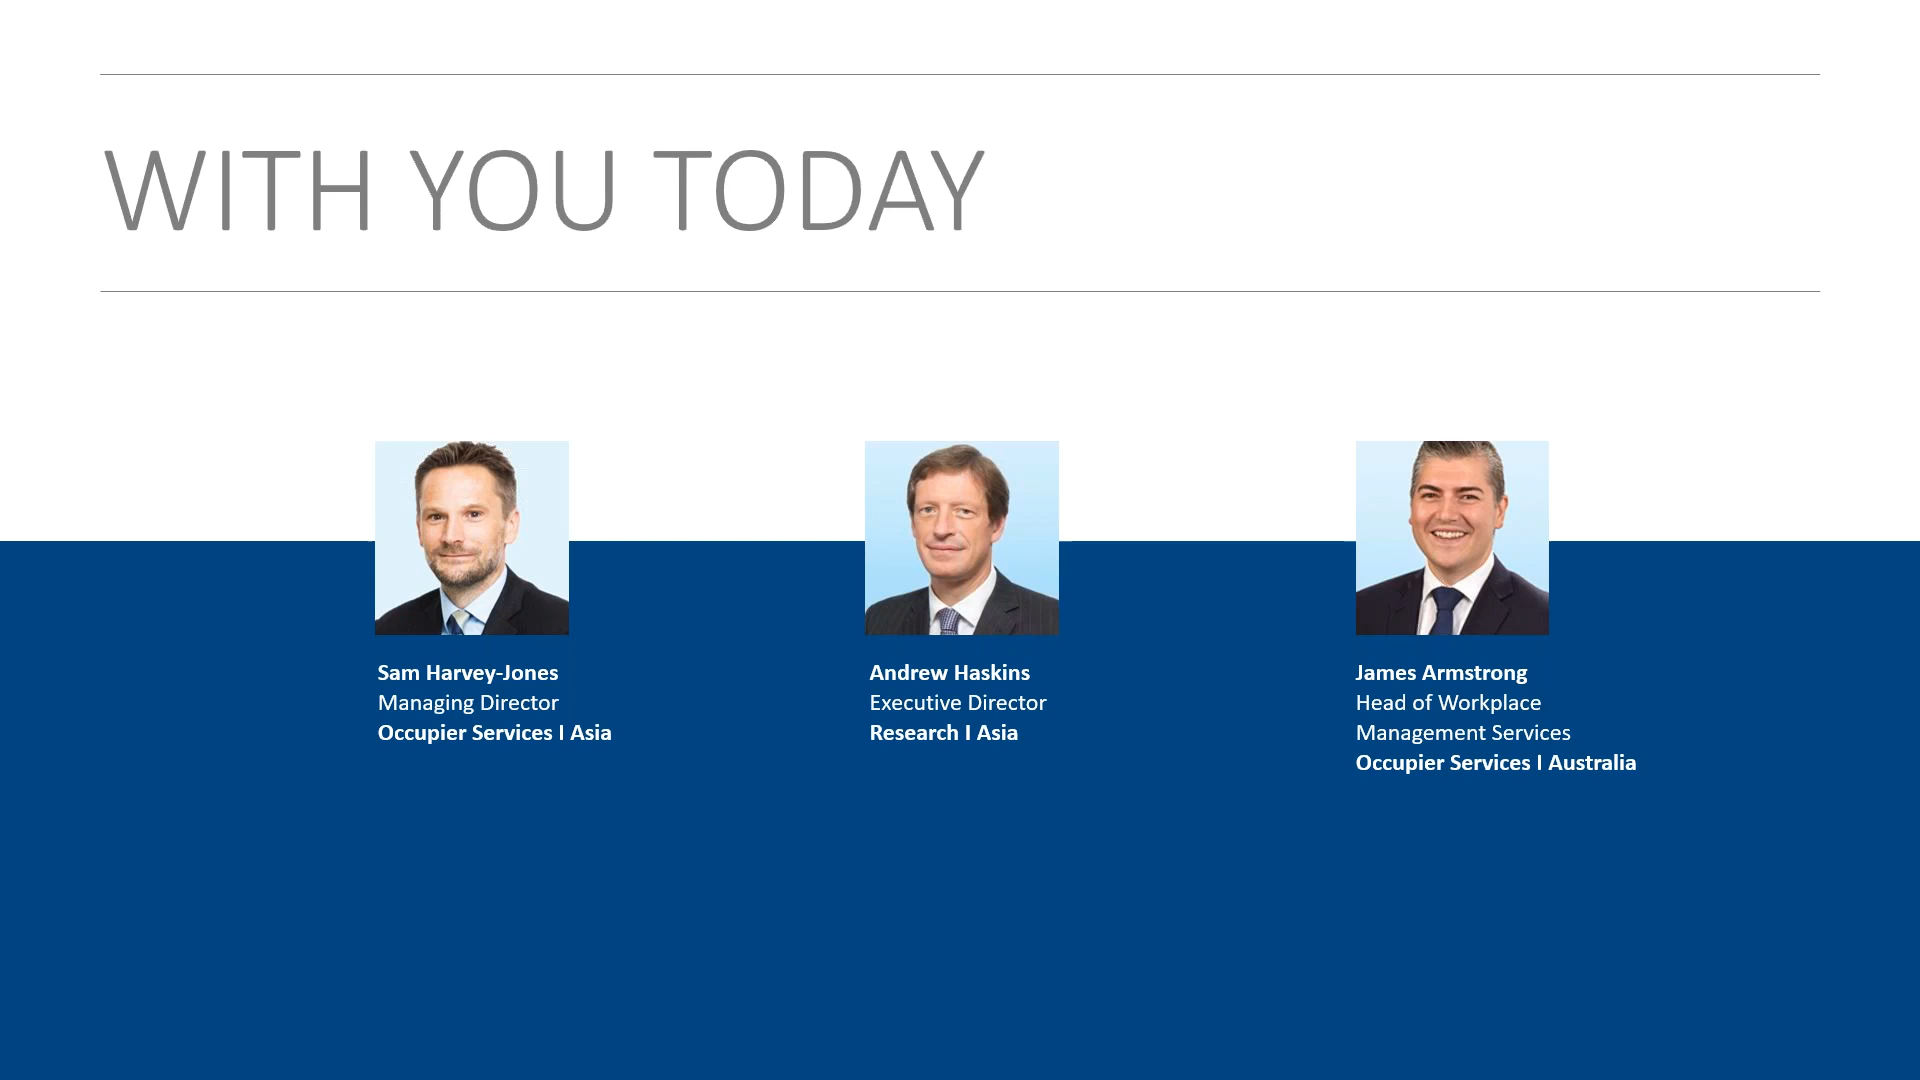 WITH YOU TODAY
Sam Harvey-Jones
Managing Director
Occupier Services I Asia
Andrew Haskins
Executive Director
Research I Asia
James Armstrong
Head of Workplace
Management Services
Occupier Services I Australia